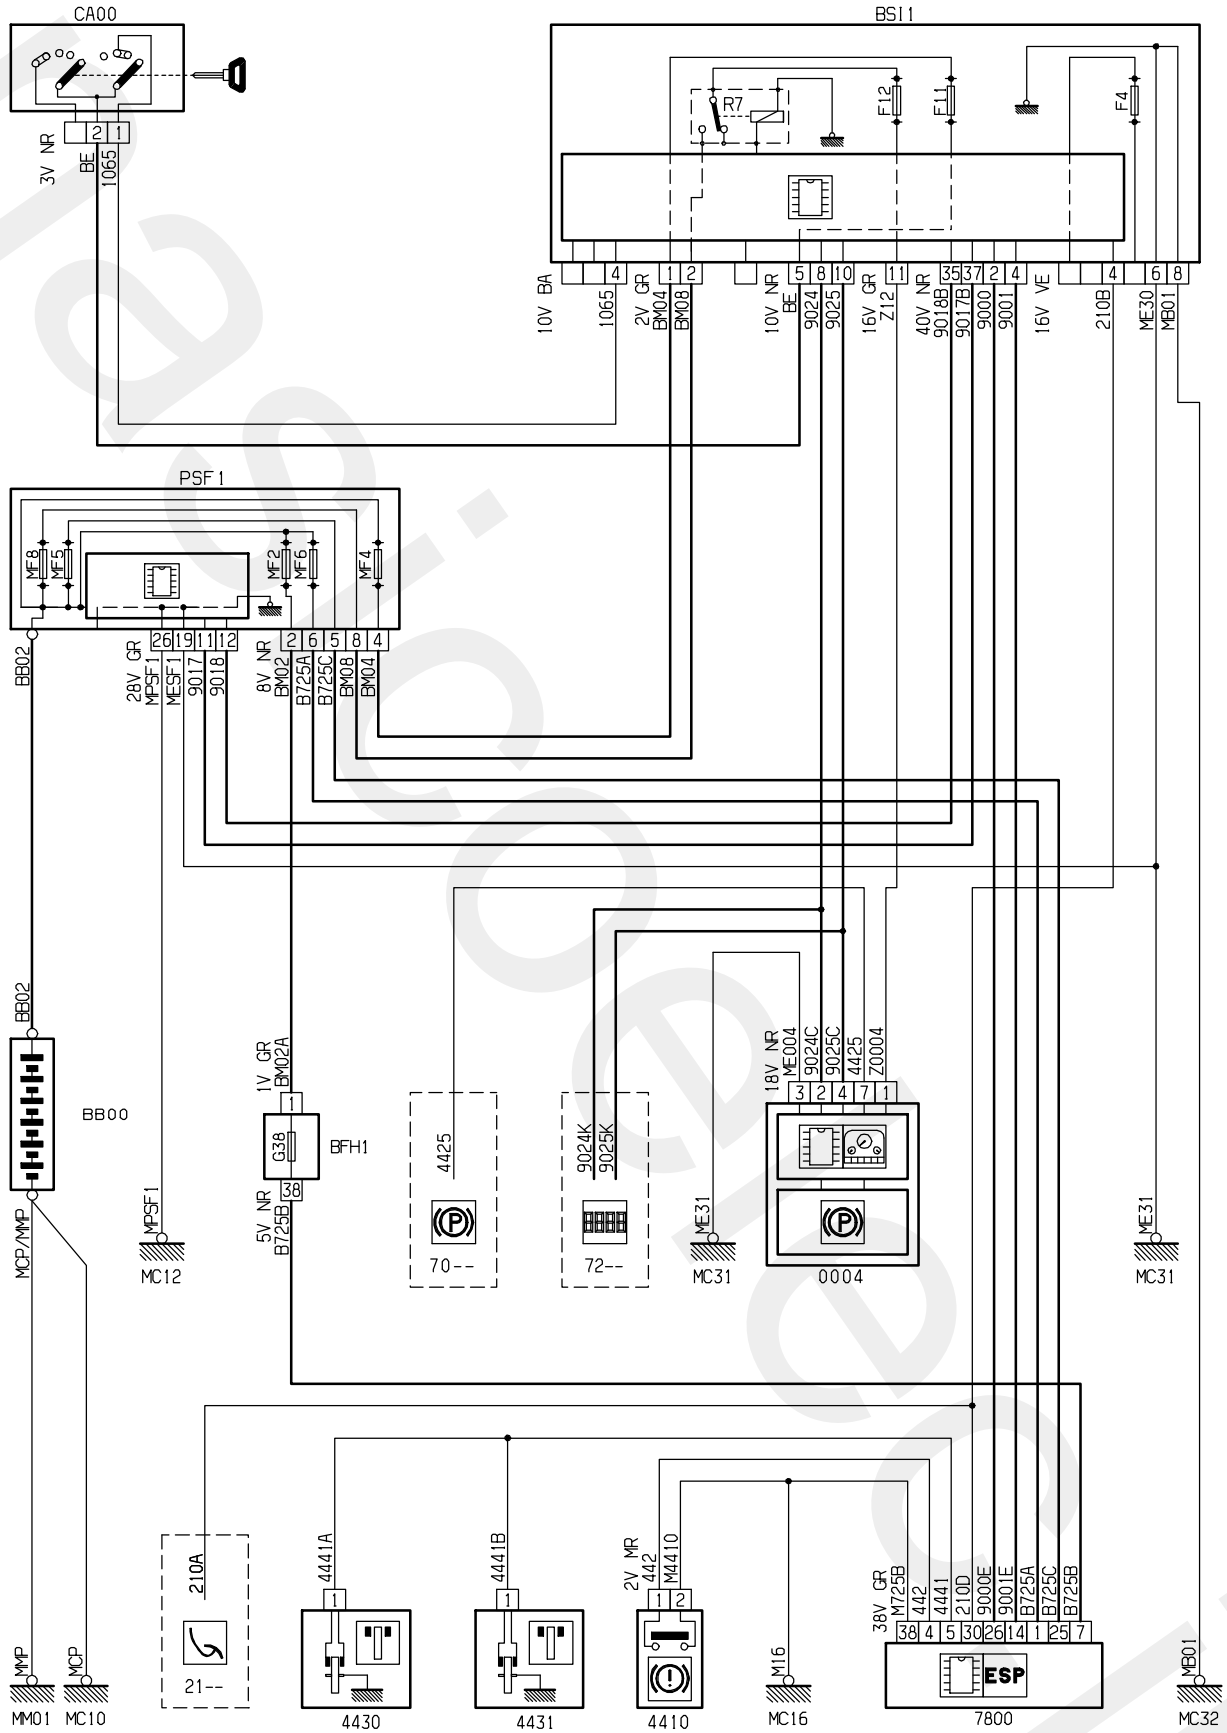 CA00
BSI1
R7
F12
F11
F4
3V NR
2
1
BE
1065
10V BA
4
1065
2V GR
1
2
BM04
BM08
10V NR
5
8
10
BE
9024
9025
16V GR
11
Z12
40V NR
35
37
2
4
9018B
9017B
9000
9001
16V VE
4
6
8
210B
ME30
MB01
PSF1
MF8
MF5
MF2
MF6
MF4
BB02
28V GR
26
19
11
12
MPSF1
MESF1
9017
9018
8V NR
2
6
5
8
4
BM02
B725A
B725C
BM08
BM04
BB02
BB00
MCP/MMP
MPSF1
MC12
1V GR
BM02A
1
G38
BFH1
38
5V NR
B725B
4425
70--
9024K
9025K
72--
ME31
MC31
18V NR
ME004
9024C
9025C
4425
Z0004
3
2
4
7
1
0004
ME31
MC31
210A
21--
4441A
1
4430
4441B
1
4431
2V MR
442
M4410
1
2
4410
M16
MC16
38V GR
M725B
442
4441
210D
9000E
9001E
B725A
B725C
B725B
38
4
5
30
26
14
1
25
7
ESP
7800
MMP
MCP
MM01
MC10
MB01
MC32